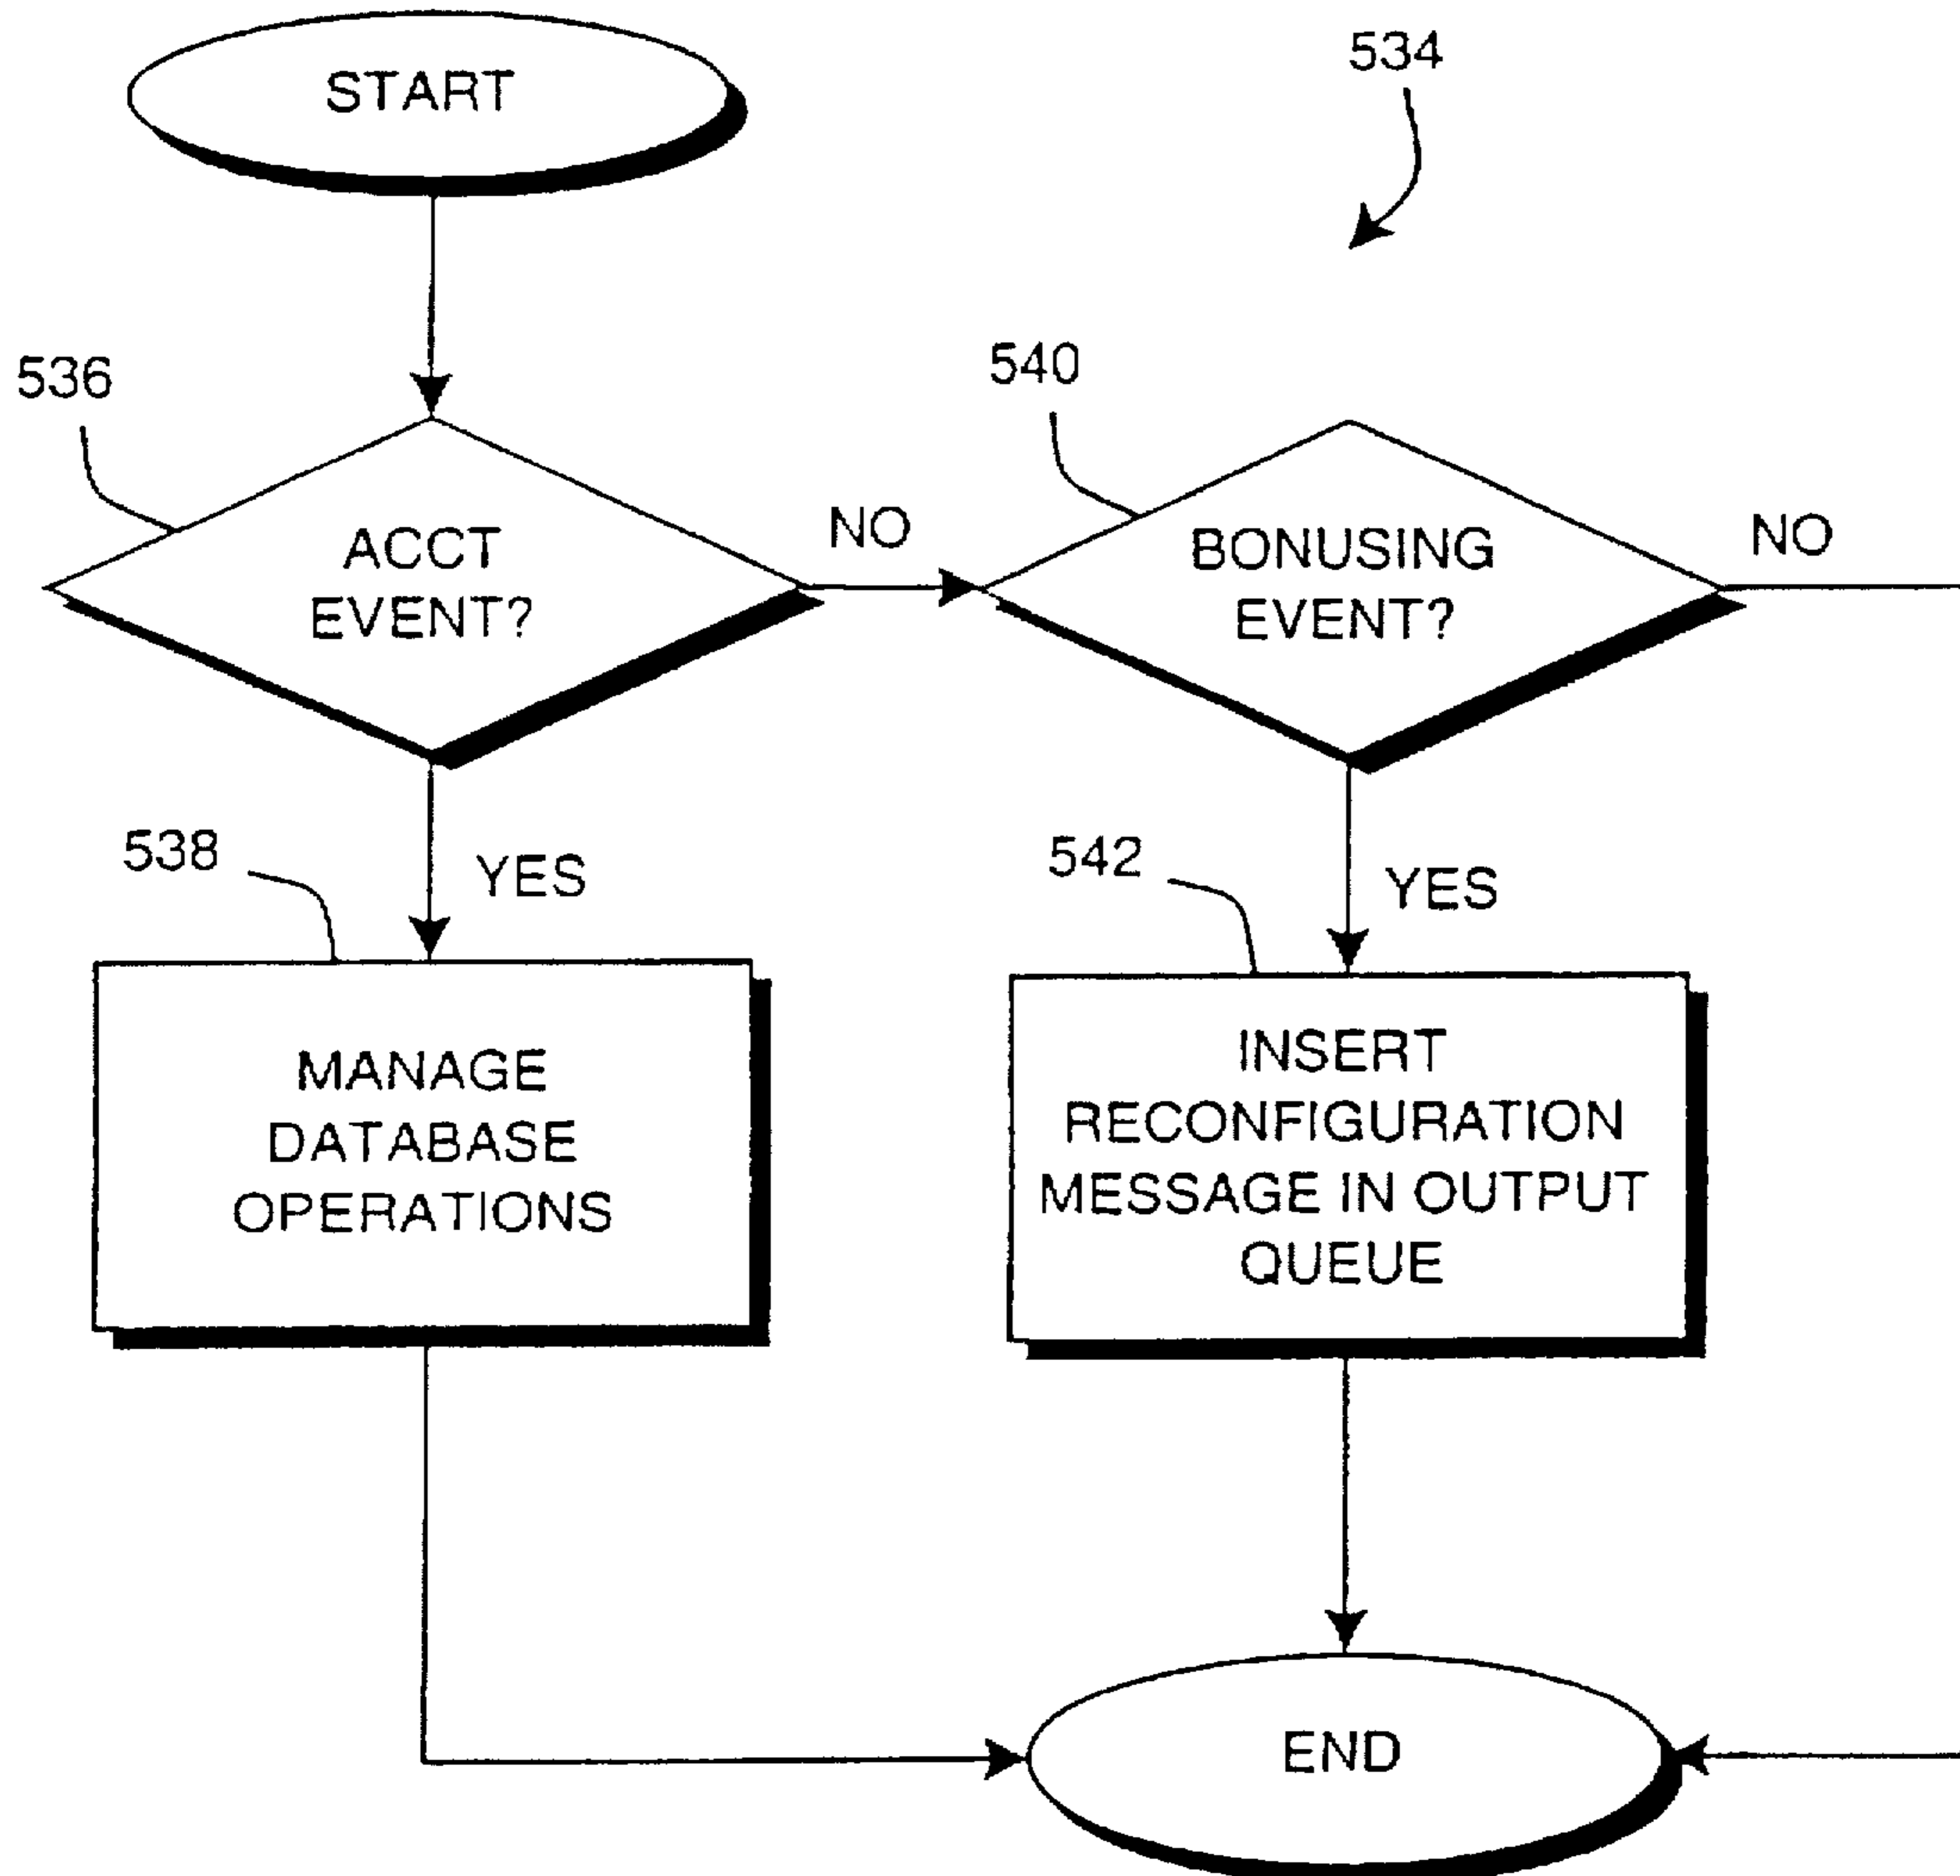 START
534
536
ACCT
EVENT?
NO
540
BONUSING
EVENT?
NO
538
YES
542
YES
MANAGE
DATABASE
OPERATIONS
INSERT
RECONFIGURATION
MESSAGE IN OUTPUT
QUEUE
END